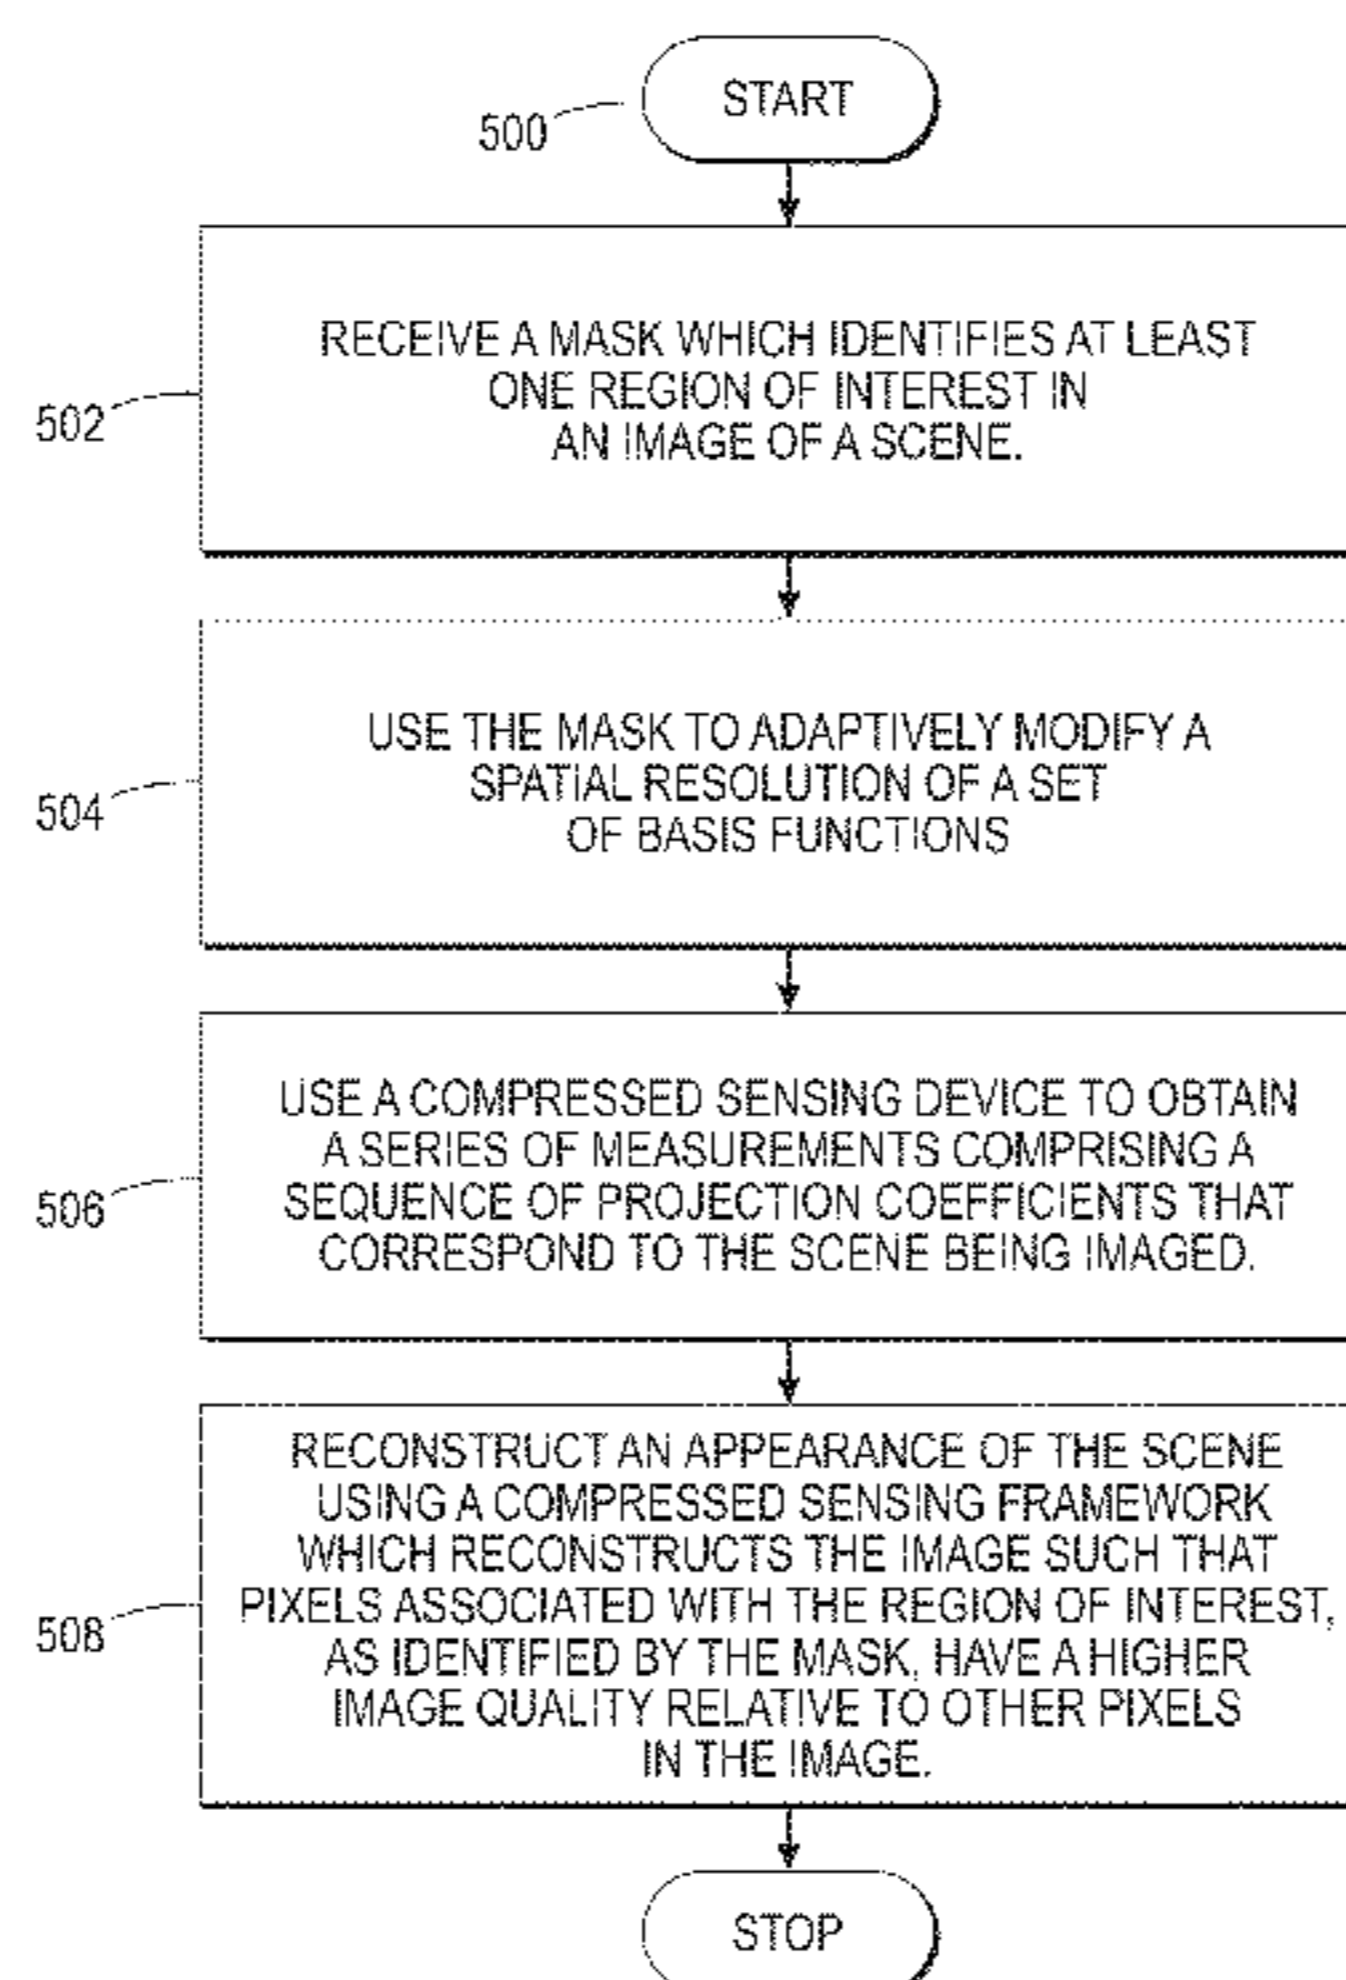 START
500
RECEIVE A MASK WHICH IDENTIFIES AT LEAST
ONE REGION OF INTEREST IN
AN IMAGE OF A SCENE.
502
USE THE MASK TO ADAPTIVELY MODIFY A
SPATIAL RESOLUTION OF A SET
OF BASIS FUNCTIONS
504
USE A COMPRESSED SENSING DEVICE TO OBTAIN
A SERIES OF MEASUREMENTS COMPRISING A
SEQUENCE OF PROJECTION COEFFICIENTS THAT
CORRESPOND TO THE SCENE BEING IMAGED.
506
RECONSTRUCT AN APPEARANCE OF THE SCENE
USING A COMPRESSED SENSING FRAMEWORK
WHICH RECONSTRUCTS THE IMAGE SUCH THAT
PIXELS ASSOCIATED WITH THE REGION OF INTEREST,
AS IDENTIFIED BY THE MASK, HAVE A HIGHER
IMAGE QUALITY RELATIVE TO OTHER PIXELS
IN THE IMAGE.
508
STOP